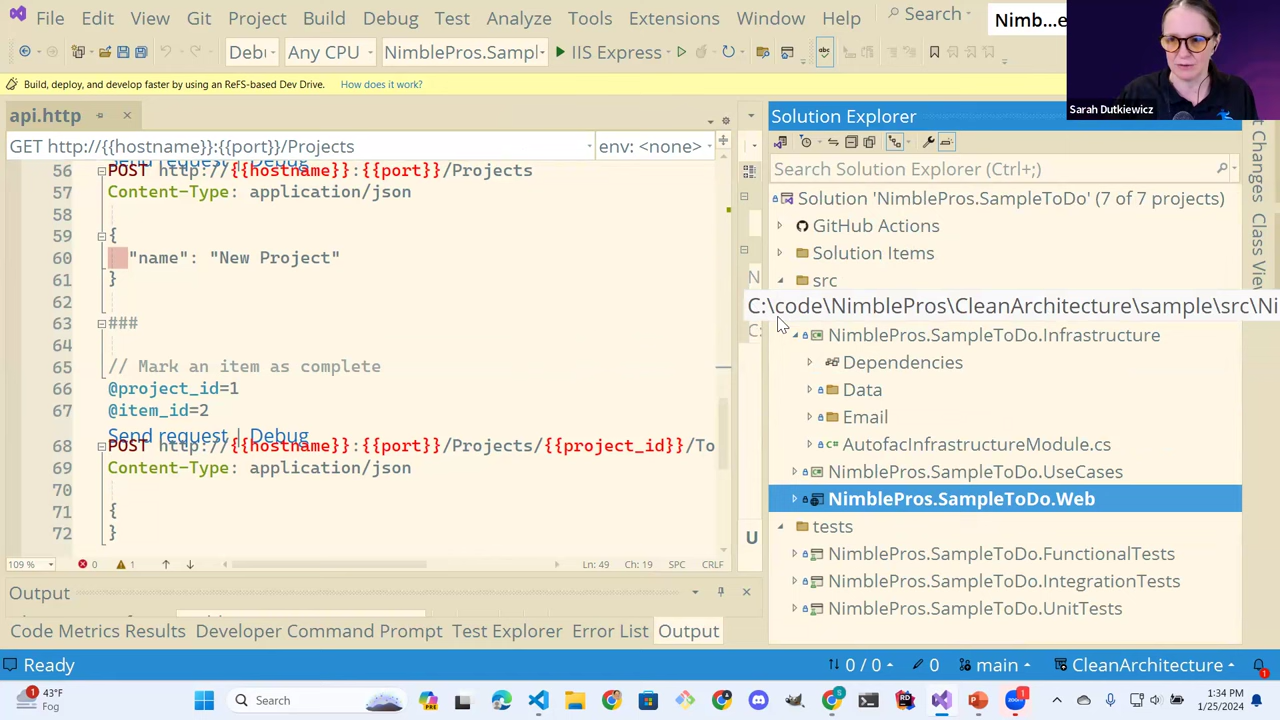 File Edit View Git Project Build Debug Test Analyze Tools Extensions Window Help Search Nimb...e
Any CPU NimblePros.Sampl IIS Express
Build, deploy, and develop faster by using an ReFS-based Dev Drive. How does it work?
Sarah Dutkiewicz
api.http
Solution Explorer
GET http://{{hostname}}:{{port}}/Projects env: <none>
Search Solution Explorer (Ctrl+;)
56 POST http://{{hostname}}:{{port}}/Projects
57 Content-Type: application/json
58
59 {
60 "name": "New Project"
61 }
62
63 ###
64
65 // Mark an item as complete
66 @project_id=1
67 @item_id=2
Send request | Debug
68 POST http://{{hostname}}:{{port}}/Projects/{{project_id}}/To
69 Content-Type: application/json
70
71 {
72 }
Solution 'NimblePros.SampleToDo' (7 of 7 projects)
GitHub Actions
Solution Items
src
C:\code\NimblePros\CleanArchitecture\sample\src\Ni
NimblePros.SampleToDo.Infrastructure
Dependencies
Data
Email
AutofacInfrastructureModule.cs
NimblePros.SampleToDo.UseCases
NimblePros.SampleToDo.Web
tests
NimblePros.SampleToDo.FunctionalTests
NimblePros.SampleToDo.IntegrationTests
NimblePros.SampleToDo.UnitTests
Class View
109 % 0 1 Ln: 49 Ch: 19 SPC CRLF
Output
Code Metrics Results Developer Command Prompt Test Explorer Error List Output
Ready 0 / 0 0 main CleanArchitecture
43°F
Fog
Search
1:34 PM
1/25/2024